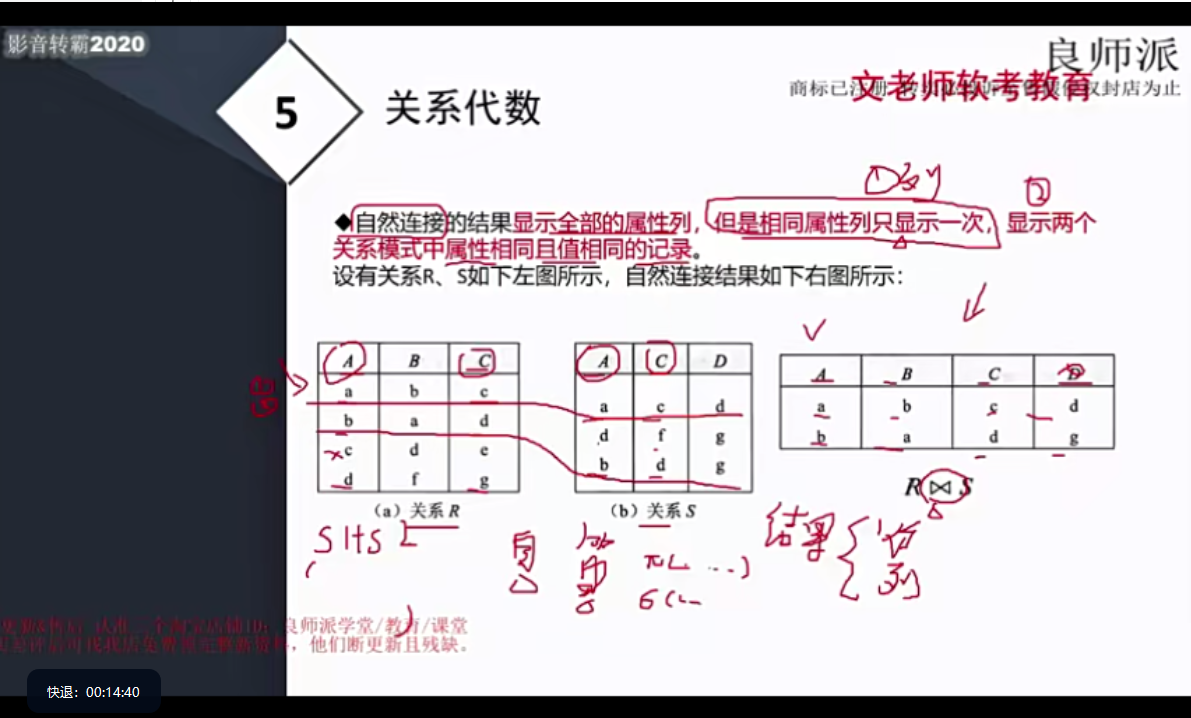 影音转霸2020
良师派
文老师软考教育
商标已注册
权封店为止
5
关系代数
◆自然连接的结果显示全部的属性列，但是相同属性列只显示一次，显示两个
关系模式中属性相同且值相同的记录。
设有关系R、S如下左图所示，自然连接结果如下右图所示：
A B C
a b c
b a d
c d e
d f g
（a）关系R
A C D
a c d
d f g
b d g
（b）关系S
A B C D
a b c d
b a d g
R ⋈ S
结果
列
良师派学堂/教育/课堂
他们断更新且残缺。
快退：00:14:40